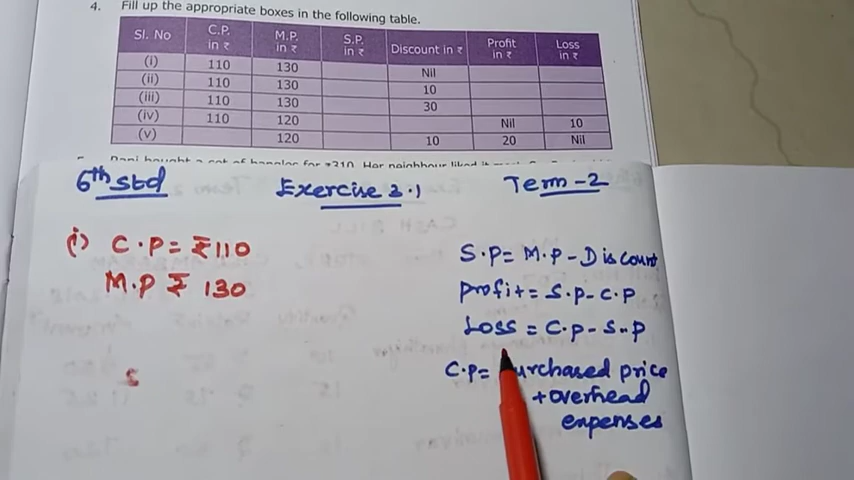 4. Fill up the appropriate boxes in the following table.
Sl. No C.P. in ₹ M.P. in ₹ S.P. in ₹ Discount in ₹ Profit in ₹ Loss in ₹
(i) 110 130 Nil
(ii) 110 130 10
(iii) 110 130 30
(iv) 110 120 Nil 10
(v) 120 10 20 Nil
6th Std Exercise 2.1 Term-2
(i) C.P = ₹110
M.P ₹ 130
S
S.P = M.P - Discount
Profit = S.P - C.P
Loss = C.P - S.P
C.P = urchased price
+ overhead
expenses